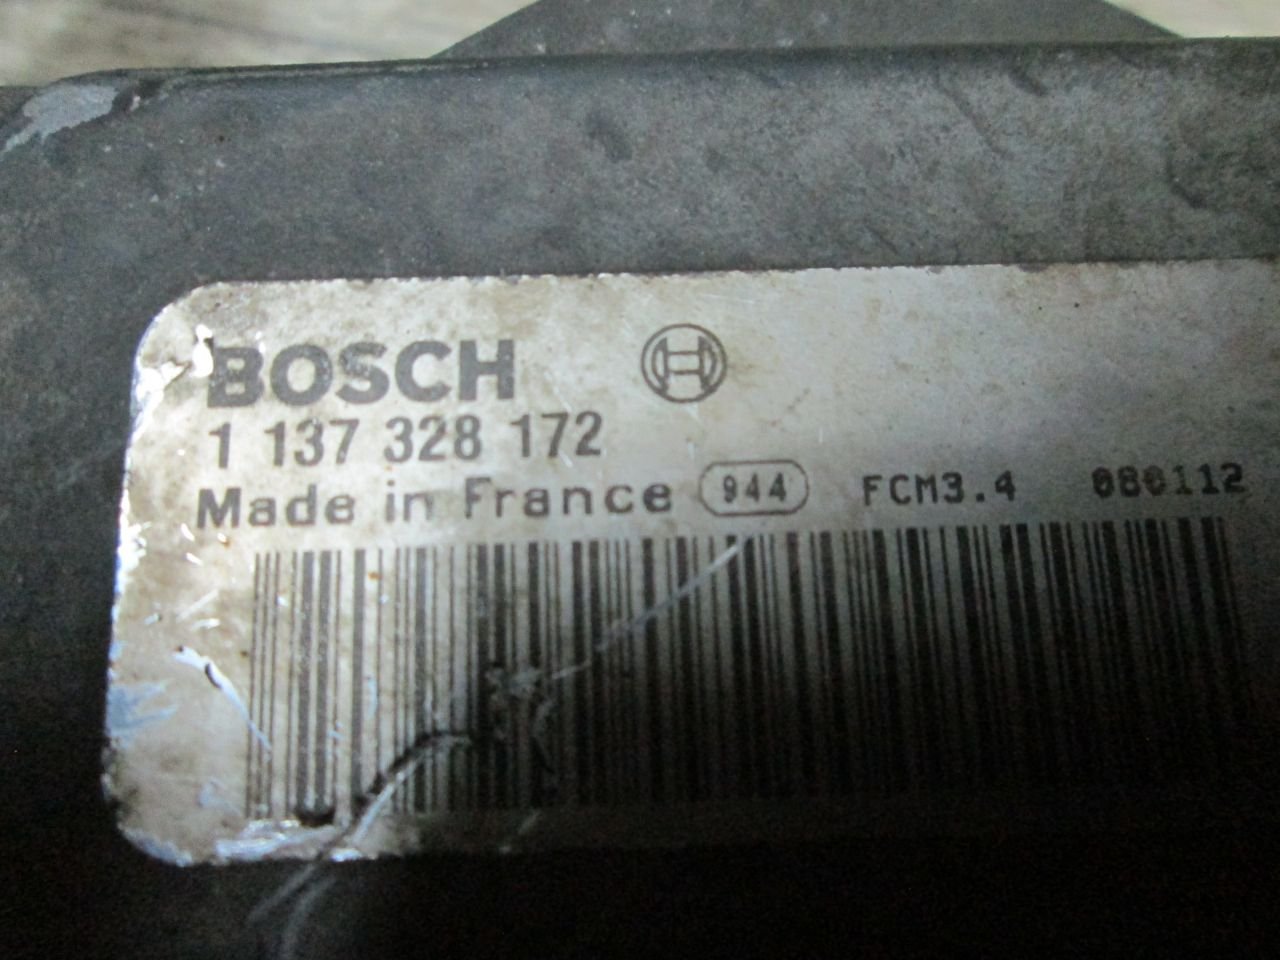 BOSCH
1 137 328 172
Made in France 944 FCM3.4 080112